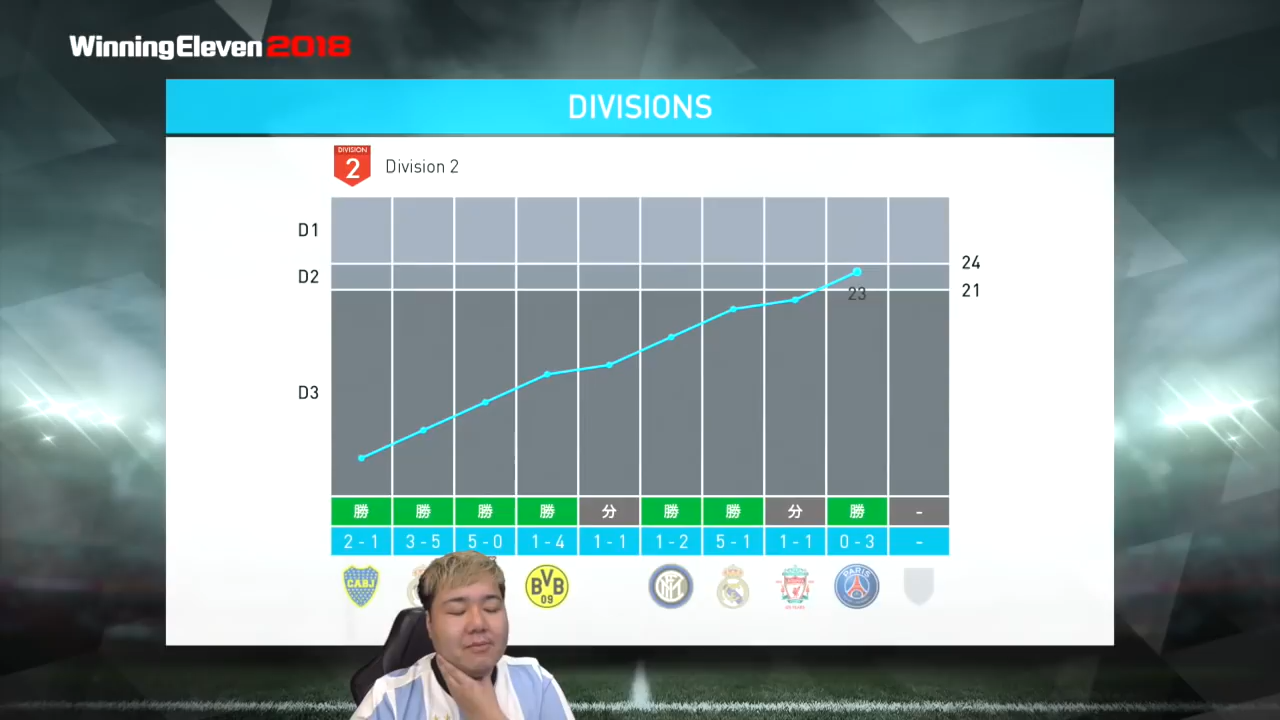 WinningEleven 2018
DIVISIONS
DIVISION
2
Division 2
D1
24
D2
21
23
D3
勝 勝 勝 勝 分 勝 勝 分 勝 -
2 - 1 3 - 5 5 - 0 1 - 4 1 - 1 1 - 2 5 - 1 1 - 1 0 - 3 -
CABJ
BVB
09
PARIS